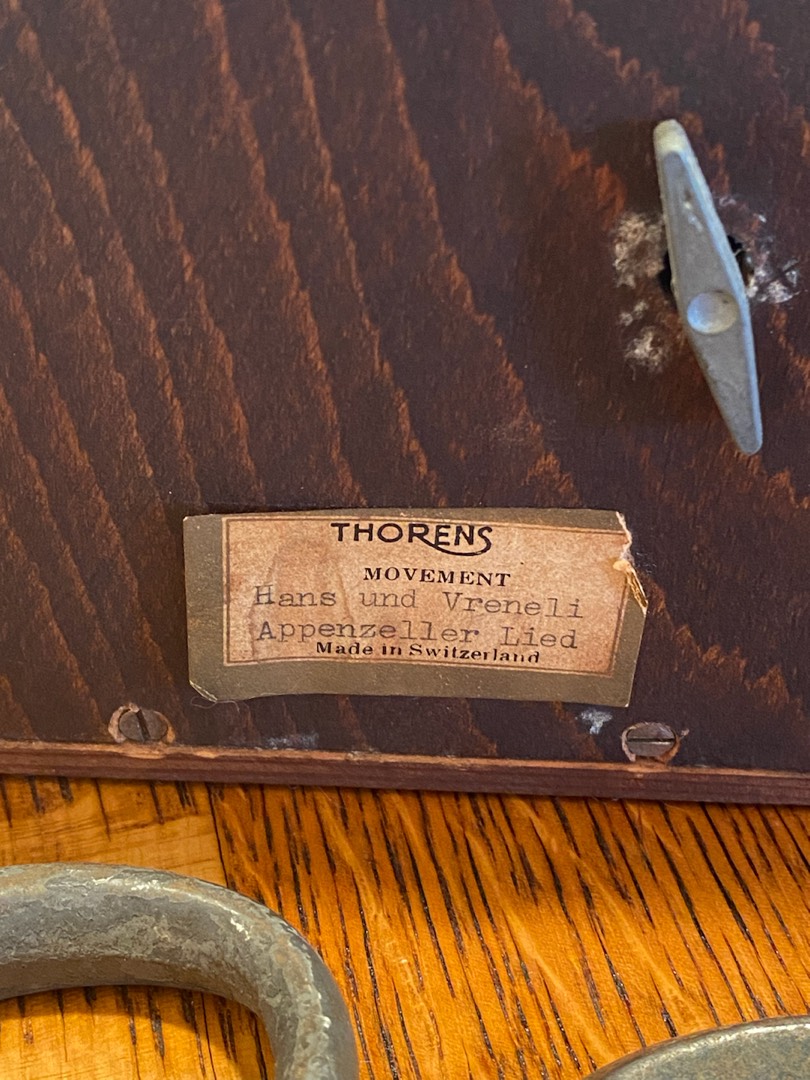 THORENS
MOVEMENT
Hans und Vreneli
Appenzeller Lied
Made in Switzerland